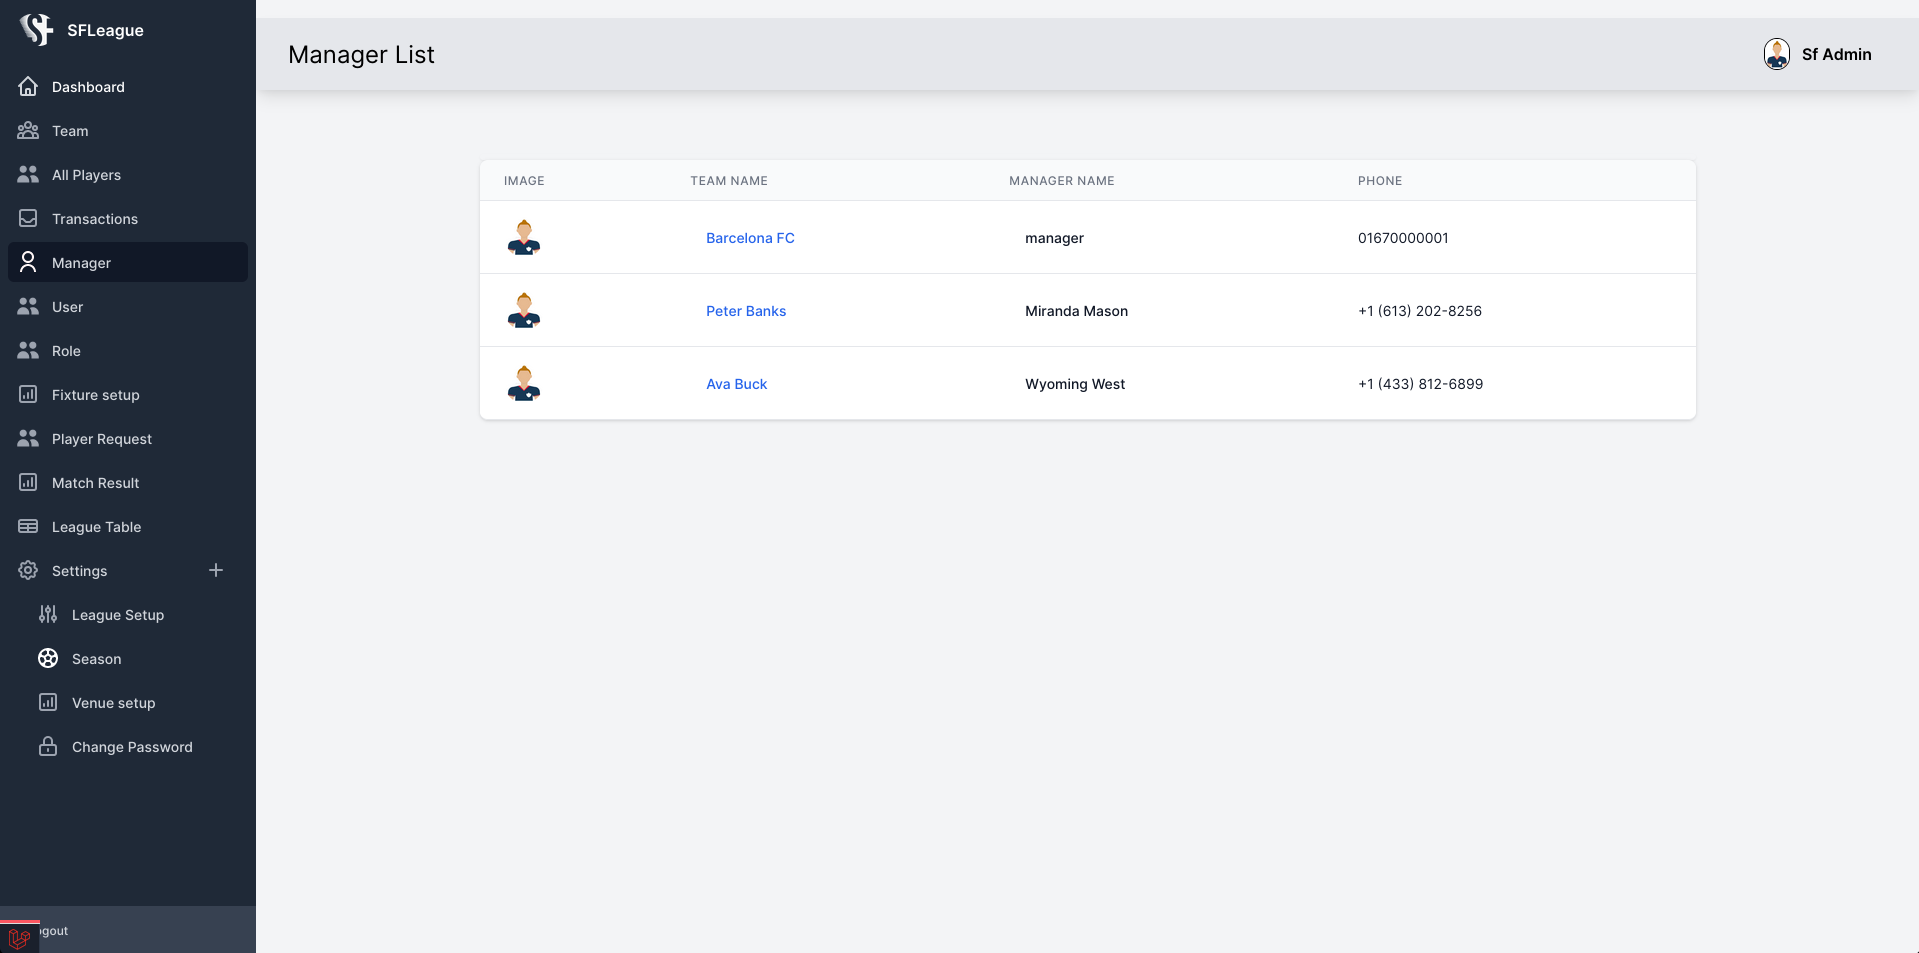 SFLeague
Dashboard
Team
All Players
Transactions
Manager
User
Role
Fixture setup
Player Request
Match Result
League Table
Settings
League Setup
Season
Venue setup
Change Password
ogout
Manager List
Sf Admin
IMAGE TEAM NAME MANAGER NAME PHONE
Barcelona FC manager 01670000001
Peter Banks Miranda Mason +1 (613) 202-8256
Ava Buck Wyoming West +1 (433) 812-6899